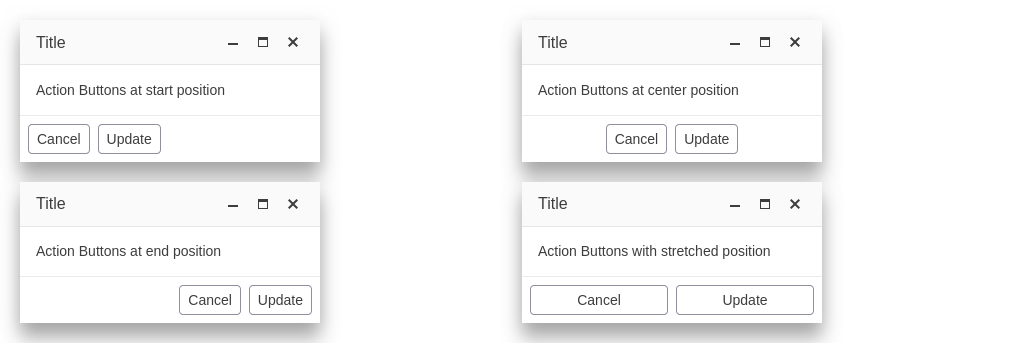 Title
Action Buttons at start position
Cancel Update
Title
Action Buttons at center position
Cancel Update
Title
Action Buttons at end position
Cancel Update
Title
Action Buttons with stretched position
Cancel Update